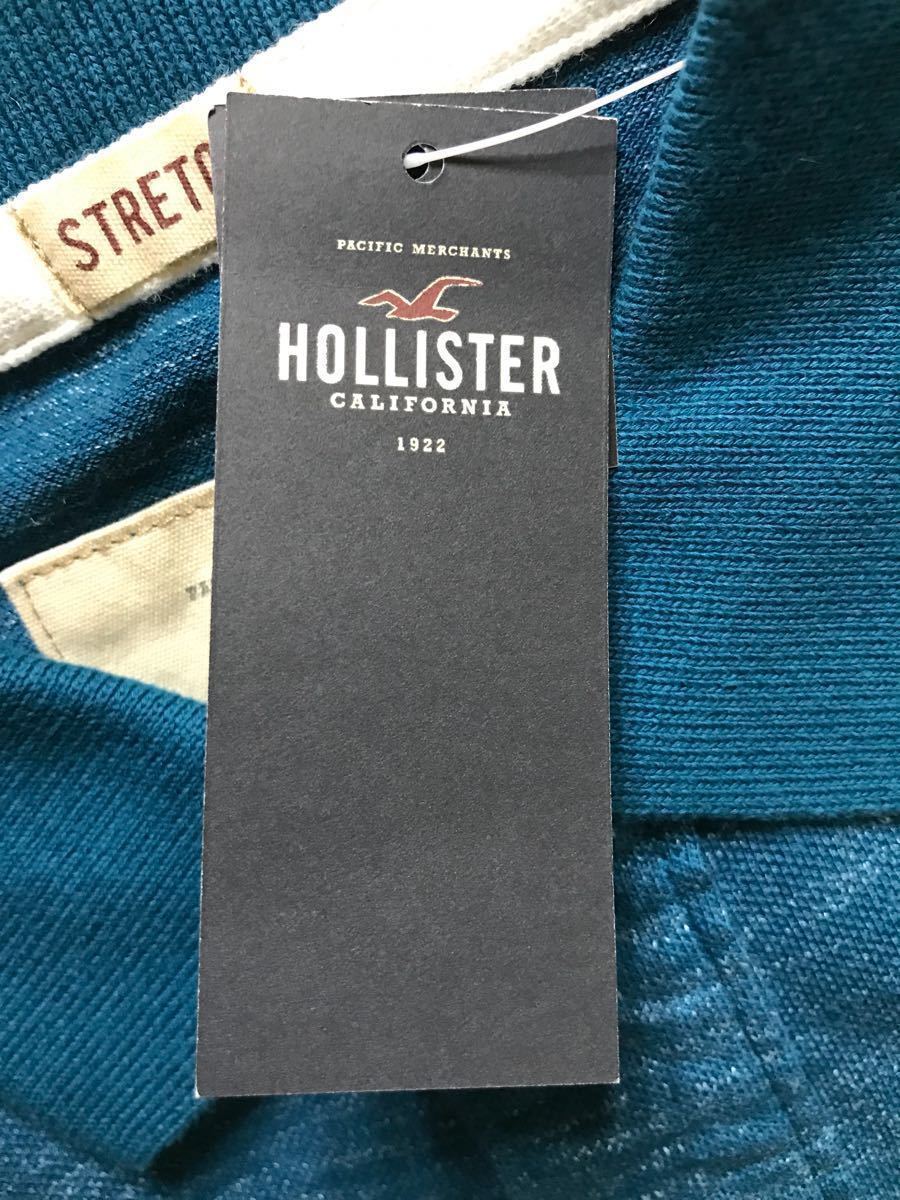 STRETC
PACIFIC MERCHANTS
HOLLISTER
CALIFORNIA
1922